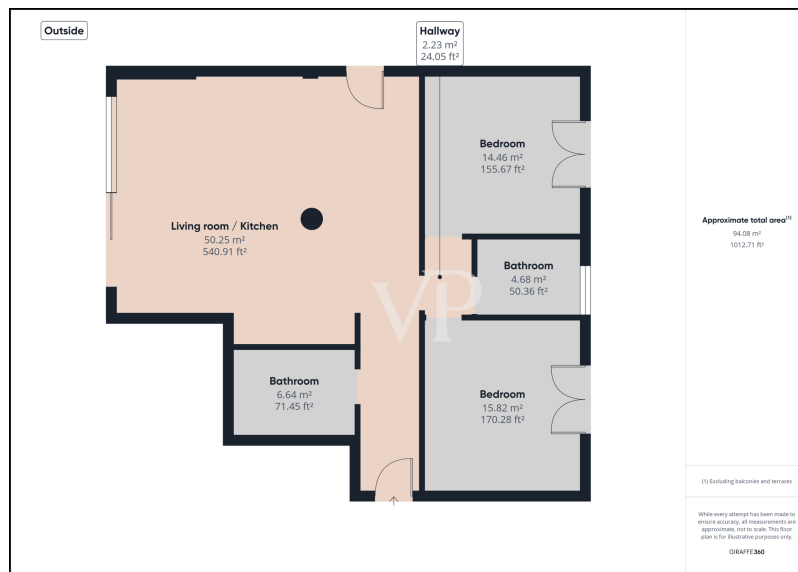 Outside
Hallway
2.23 m²
24.05 ft²
Bedroom
14.46 m²
155.67 ft²
Living room / Kitchen
50.25 m²
540.91 ft²
Bathroom
4.68 m²
50.36 ft²
VP
Bathroom
6.64 m²
71.45 ft²
Bedroom
15.82 m²
170.28 ft²
Approximate total area(1)
94.08 m²
1012.71 ft²
(1) Excluding balconies and terraces
While every attempt has been made to
ensure accuracy, all measurements are
approximate, not to scale. This floor
plan is for illustrative purposes only.
GIRAFFE360